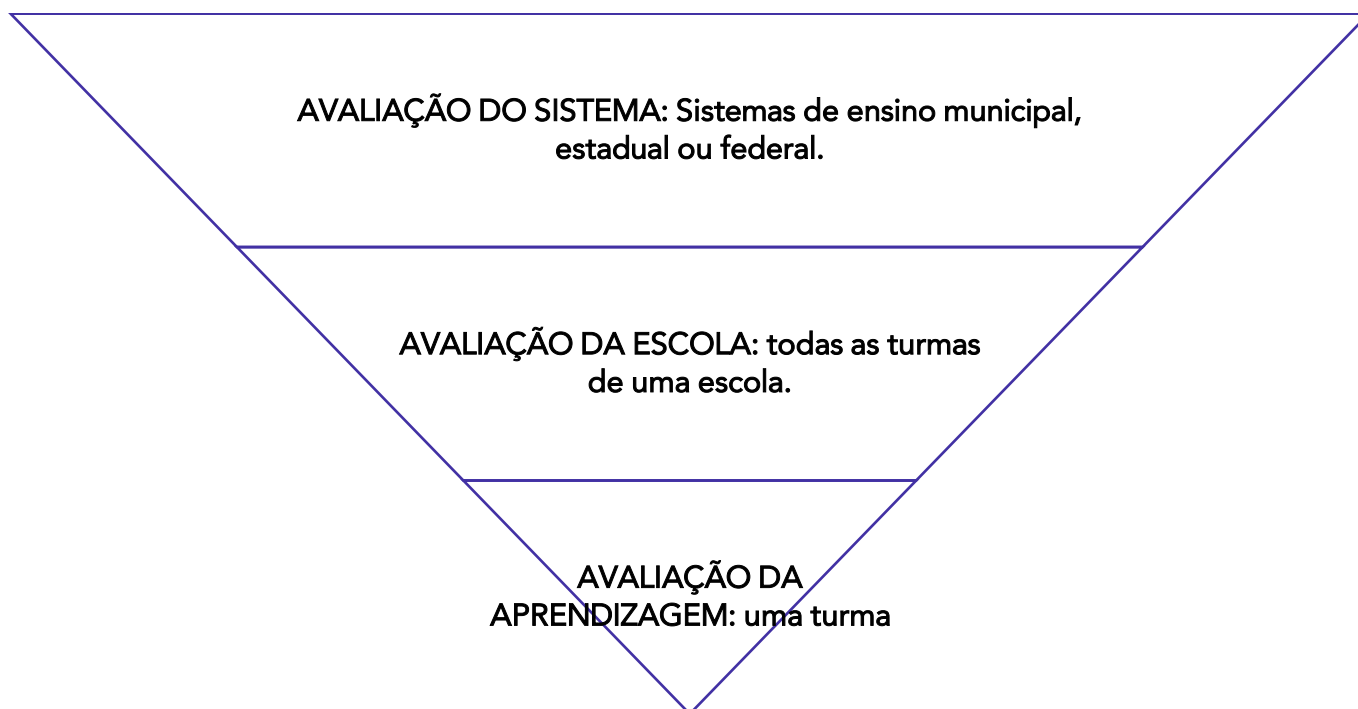 AVALIAÇÃO DO SISTEMA: Sistemas de ensino municipal,
estadual ou federal.
AVALIAÇÃO DA ESCOLA: todas as turmas
de uma escola.
AVALIAÇÃO DA
APRENDIZAGEM: uma turma